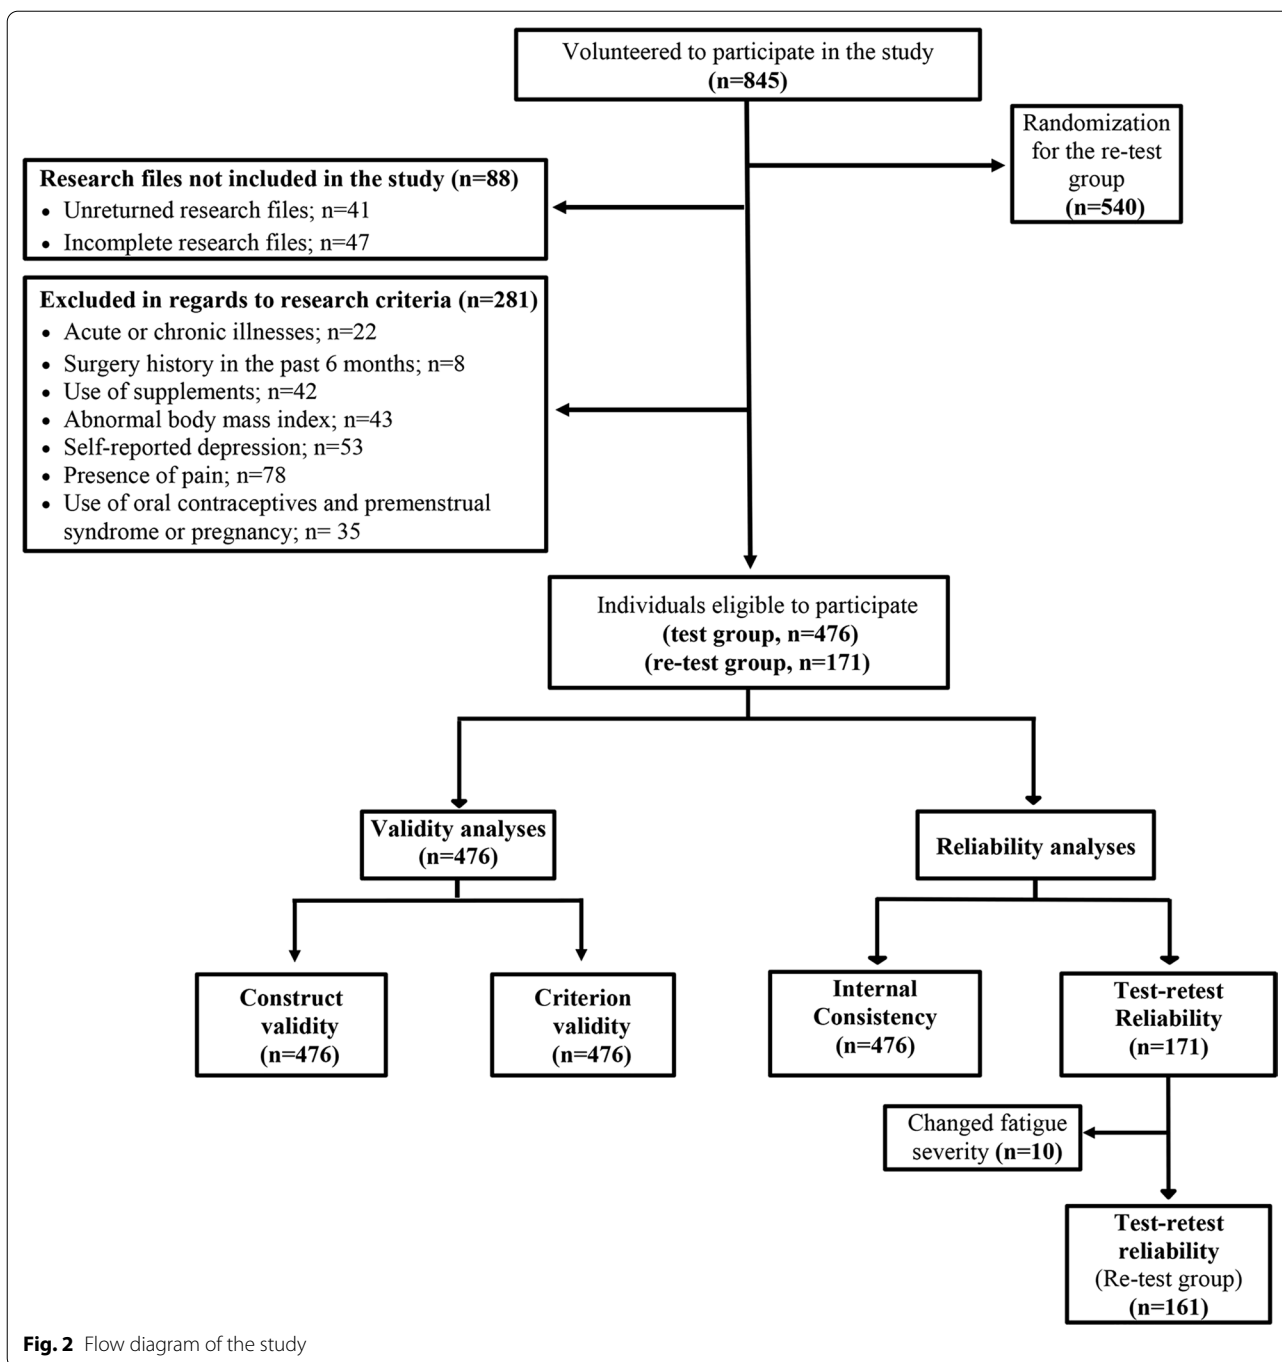 Volunteered to participate in the study
(n=845)
Randomization
for the re-test
group
(n=540)
Research files not included in the study (n=88)
• Unreturned research files; n=41
• Incomplete research files; n=47
Excluded in regards to research criteria (n=281)
• Acute or chronic illnesses; n=22
• Surgery history in the past 6 months; n=8
• Use of supplements; n=42
• Abnormal body mass index; n=43
• Self-reported depression; n=53
• Presence of pain; n=78
• Use of oral contraceptives and premenstrual
syndrome or pregnancy; n= 35
Individuals eligible to participate
(test group, n=476)
(re-test group, n=171)
Validity analyses
(n=476)
Reliability analyses
Construct
validity
(n=476)
Criterion
validity
(n=476)
Internal
Consistency
(n=476)
Test-retest
Reliability
(n=171)
Changed fatigue
severity (n=10)
Test-retest
reliability
(Re-test group)
(n=161)
Fig. 2 Flow diagram of the study